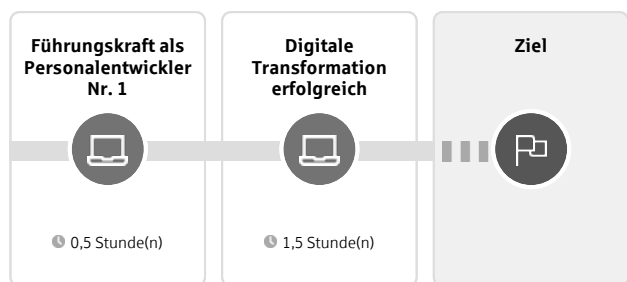 Führungskraft als
Personalentwickler
Nr. 1
0,5 Stunde(n)
Digitale
Transformation
erfolgreich
1,5 Stunde(n)
Ziel